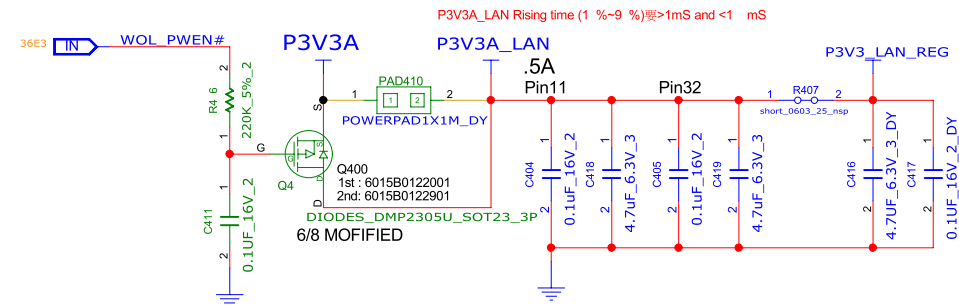 P3V3A_LAN Rising time (1 %~9 %)要>1mS and <1 mS
36E3
IN
WOL_PWEN#
P3V3A
P3V3A_LAN
P3V3_LAN_REG
.5A
Pin11
Pin32
2
R4 6
220K_5%_2
1
S
1
PAD410
1 2
2
POWERPAD1X1M_DY
1
R407
2
short_0603_25_nsp
G
G
S
D
Q4
Q400
1st : 6015B0122001
2nd: 6015B0122901
D
DIODES_DMP2305U_SOT23_3P
6/8 MOFIFIED
1
C411
0.1UF_16V_2
2
1
C404
0.1uF_16V_2
2
1
C418
4.7uF_6.3V_3
2
1
C405
0.1uF_16V_2
2
1
C419
4.7uF_6.3V_3
2
1
C416
4.7UF_6.3V_3_DY
2
1
C417
0.1UF_16V_2_DY
2